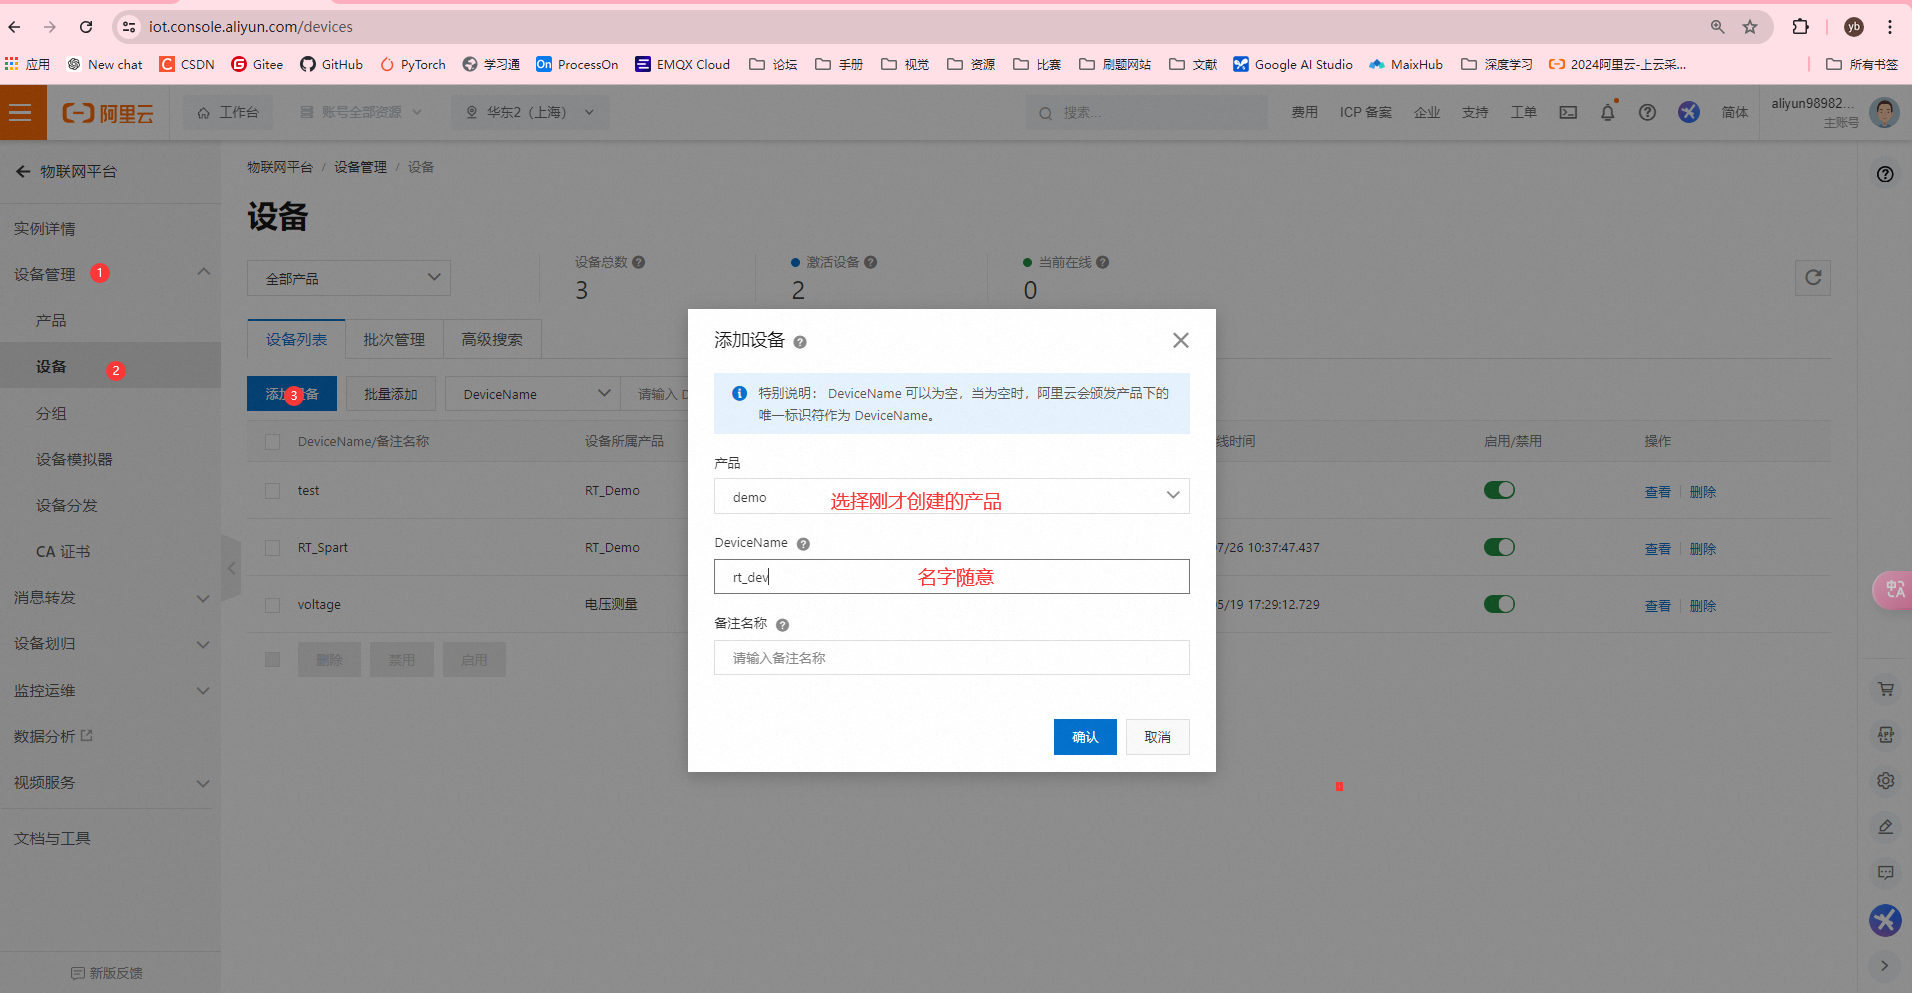 iot.console.aliyun.com/devices
yb
应用
New chat
CSDN
Gitee
GitHub
PyTorch
学习通
On
ProcessOn
EMQX Cloud
论坛
手册
视觉
资源
比赛
刷题网站
文献
Google AI Studio
MaixHub
深度学习
2024阿里云-上云采...
所有书签
阿里云
工作台
账号全部资源
华东2（上海）
搜索...
费用
ICP 备案
企业
支持
工单
简体
aliyun98982...
主账号
物联网平台
物联网平台 / 设备管理 / 设备
设备
实例详情
设备管理 1
产品
设备 2
分组
设备模拟器
设备分发
CA 证书
消息转发
设备划归
监控运维
数据分析
视频服务
文档与工具
新版反馈
全部产品
设备总数
3
激活设备
2
当前在线
0
设备列表
批次管理
高级搜索
添加设备 3
批量添加
DeviceName
请输入 D
DeviceName/备注名称
设备所属产品
线时间
启用/禁用
操作
test
RT_Demo
查看
删除
RT_Spart
RT_Demo
7/26 10:37:47.437
查看
删除
voltage
电压测量
5/19 17:29:12.729
查看
删除
删除
禁用
启用
添加设备
特别说明： DeviceName 可以为空，当为空时，阿里云会颁发产品下的
唯一标识符作为 DeviceName。
产品
demo
选择刚才创建的产品
DeviceName
rt_dev
名字随意
备注名称
请输入备注名称
确认
取消
中
A
APP